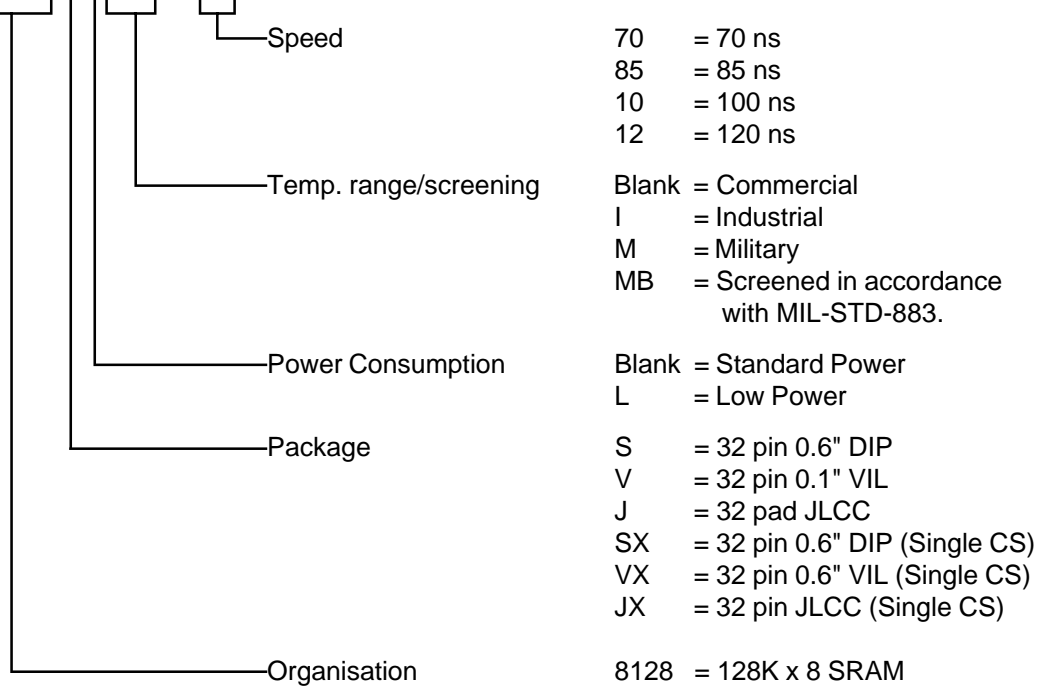 Speed 70 = 70 ns
85 = 85 ns
10 = 100 ns
12 = 120 ns
Temp. range/screening Blank = Commercial
I = Industrial
M = Military
MB = Screened in accordance
with MIL-STD-883.
Power Consumption Blank = Standard Power
L = Low Power
Package S = 32 pin 0.6" DIP
V = 32 pin 0.1" VIL
J = 32 pad JLCC
SX = 32 pin 0.6" DIP (Single CS)
VX = 32 pin 0.6" VIL (Single CS)
JX = 32 pin JLCC (Single CS)
Organisation 8128 = 128K x 8 SRAM